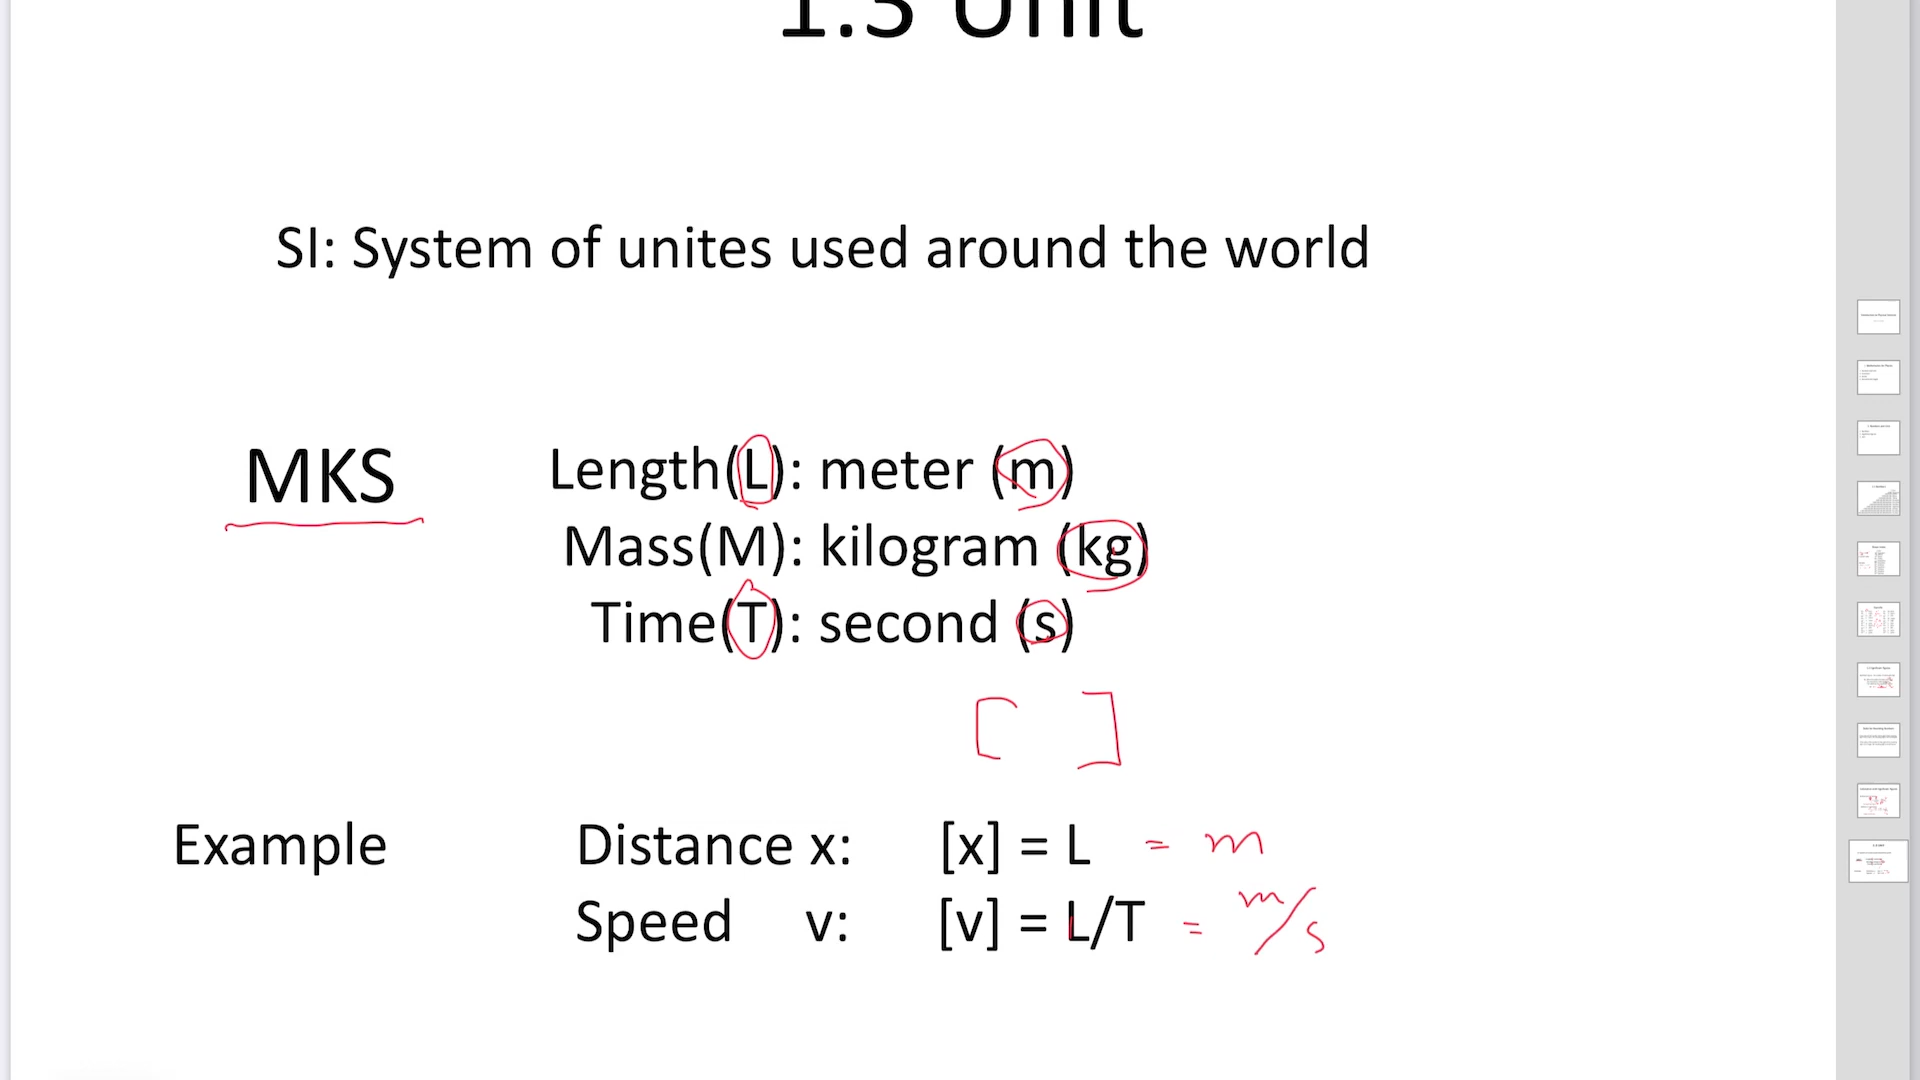 1.3 Unit
SI: System of unites used around the world
MKS
Length(L): meter (m)
Mass(M): kilogram (kg)
Time(T): second (s)
[ ]
Example
Distance x: [x] = L = m
Speed v: [v] = L/T = m/s